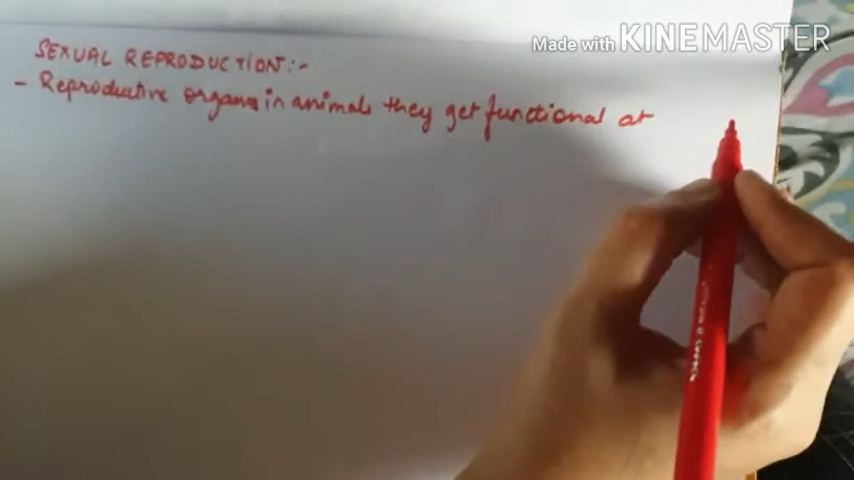 Made with KINEMASTER
SEXUAL REPRODUCTION:-
- Reproductive organs in animals they get functional at